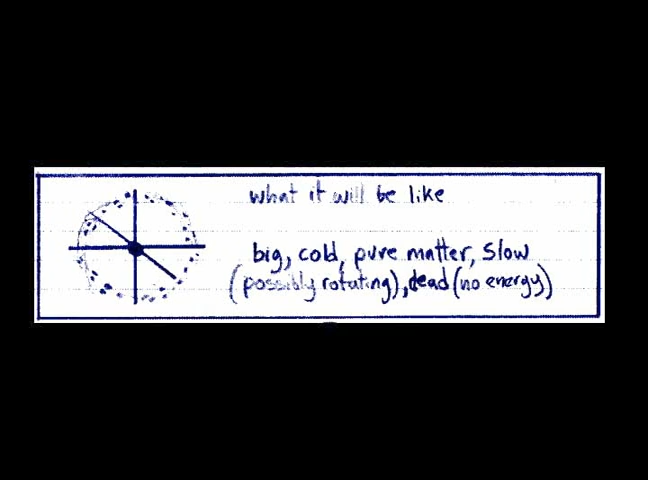 what it will be like
big, cold, pure matter, slow
(possibly rotating), dead (no energy)